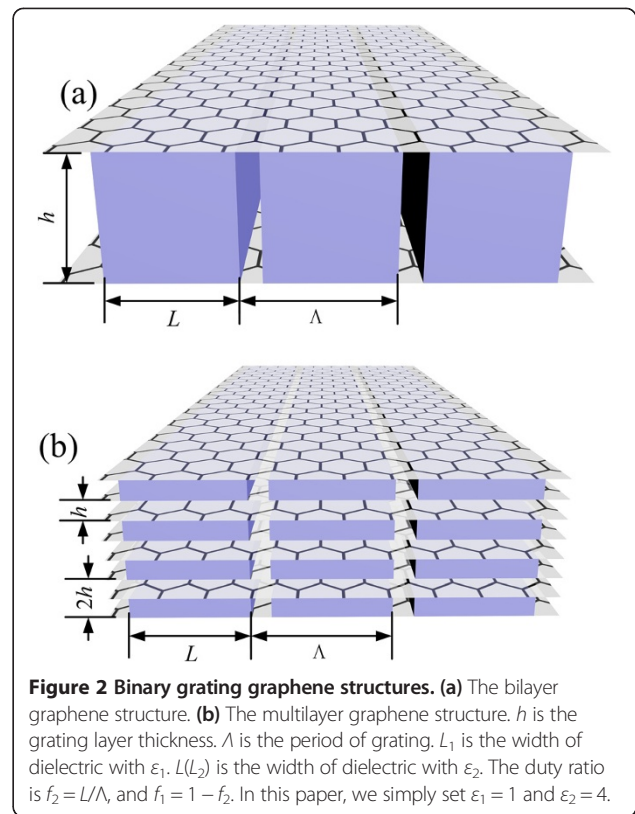 (a)
h
L
Λ
(b)
h
2h
L
Λ
Figure 2 Binary grating graphene structures. (a) The bilayer
graphene structure. (b) The multilayer graphene structure. h is the
grating layer thickness. Λ is the period of grating. L₁ is the width of
dielectric with ε₁. L(L₂) is the width of dielectric with ε₂. The duty ratio
is f₂ = L/Λ, and f₁ = 1 − f₂. In this paper, we simply set ε₁ = 1 and ε₂ = 4.